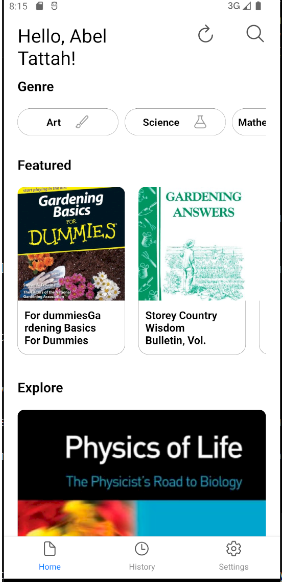 8:15
3G
Hello, Abel
Tattah!
Genre
Art
Science
Mathe
Featured
Gardening
Basics
FOR
DUMMIES
GARDENING
ANSWERS
For dummiesGa
rdening Basics
For Dummies
Storey Country
Wisdom
Bulletin, Vol.
Explore
Physics of Life
The Physicist's Road to Biology
Home
History
Settings